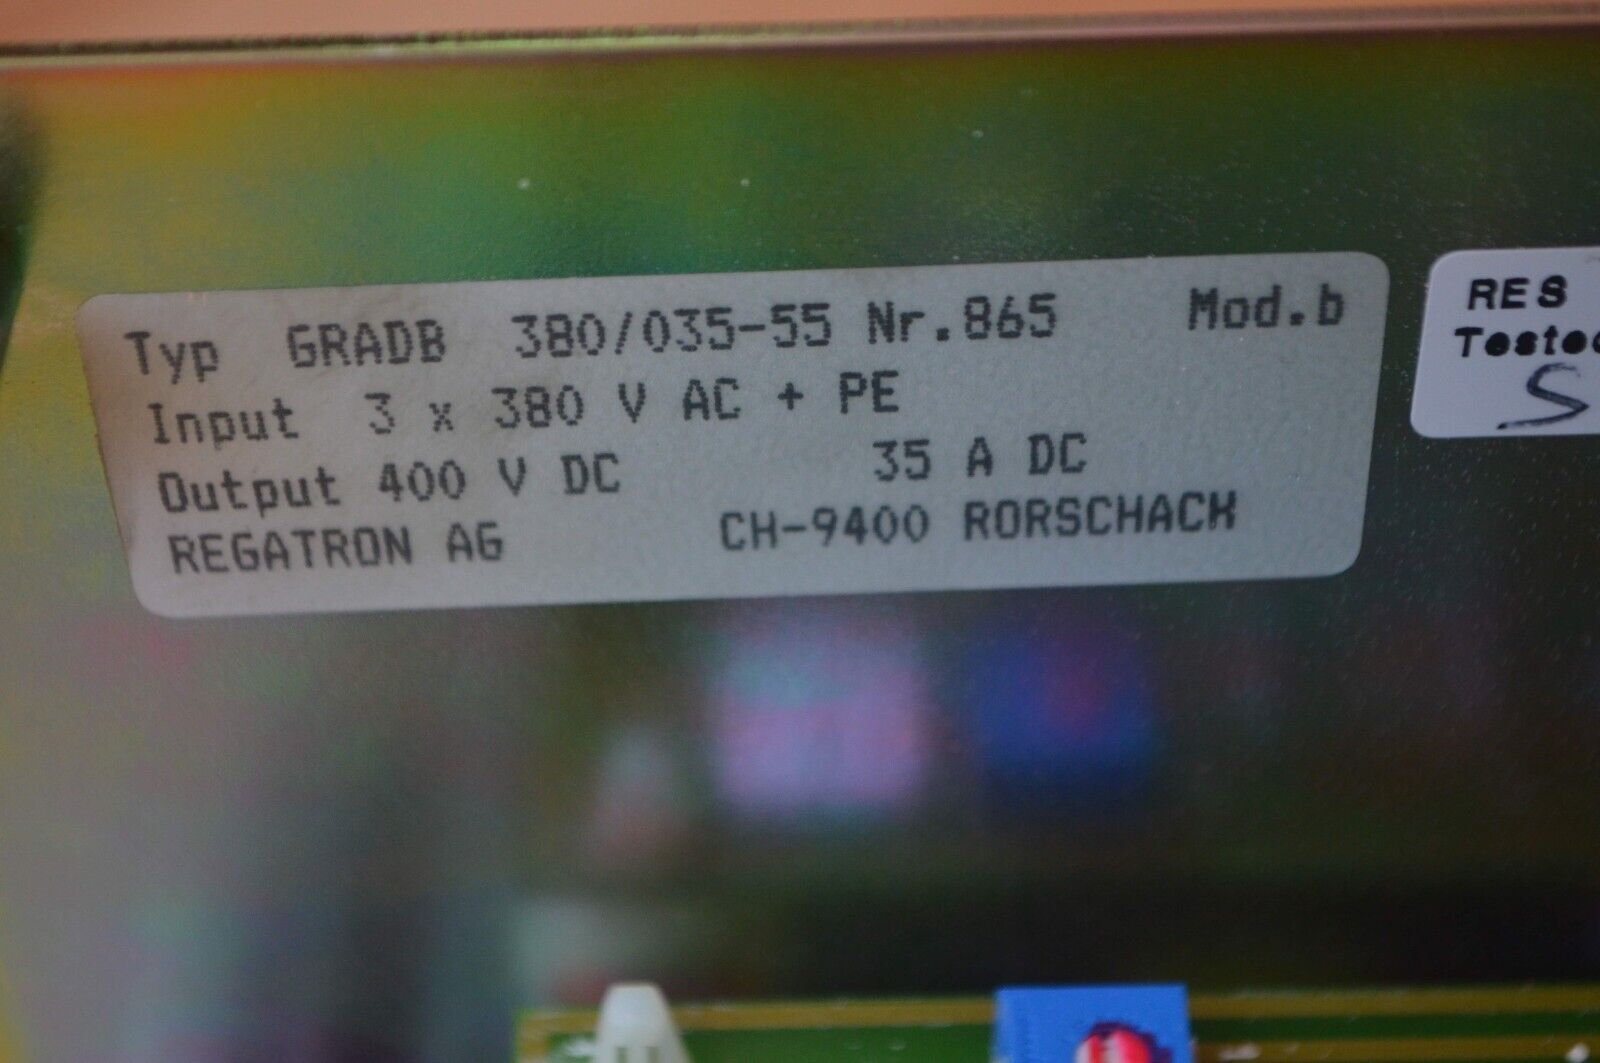 Typ GRADB 380/035-55 Nr.865 Mod.b
Input 3 x 380 V AC + PE
Output 400 V DC 35 A DC
REGATRON AG CH-9400 RORSCHACH
RES
Tested
S